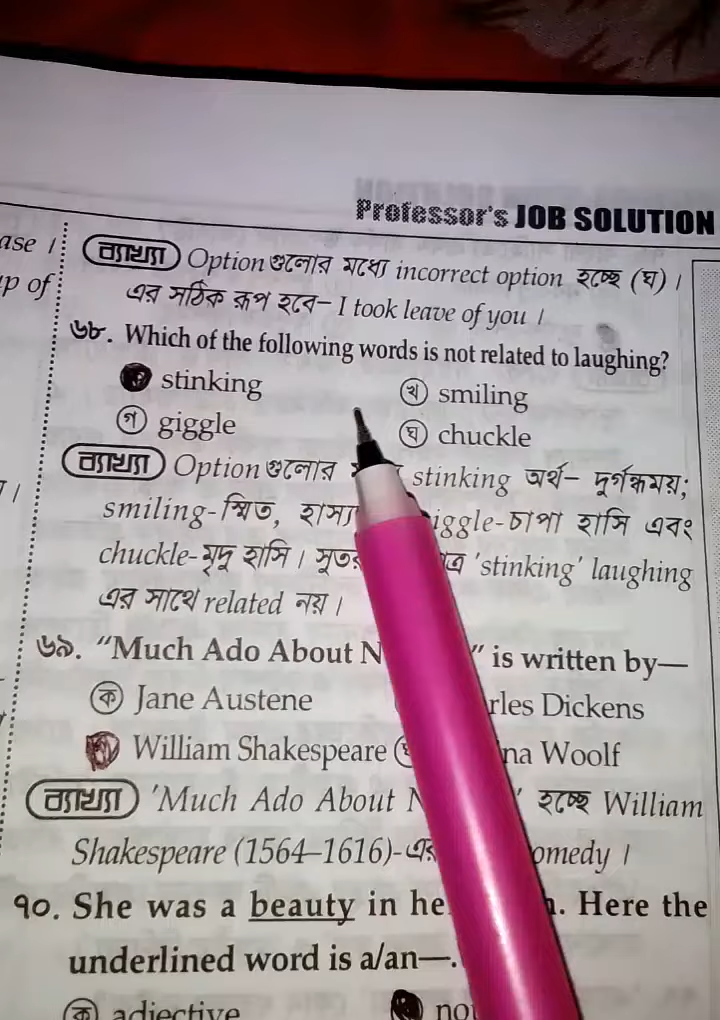 Professor's JOB SOLUTION
ase ।
p of
ব্যাখ্যা Option গুলোর মধ্যে incorrect option হচ্ছে (ঘ) ।
এর সঠিক রূপ হবে– I took leave of you ।
৬৮. Which of the following words is not related to laughing?
stinking (খ) smiling
(গ) giggle (ঘ) chuckle
ব্যাখ্যা Option গুলোর stinking অর্থ– দুর্গন্ধময়;
smiling-স্মিত, হাস্য iggle-চাপা হাসি এবং
chuckle-মৃদু হাসি। 'stinking' laughing
এর সাথে related নয় ।
৬৯. “Much Ado About N ” is written by—
(ক) Jane Austene rles Dickens
William Shakespeare na Woolf
ব্যাখ্যা 'Much Ado About N ' হচ্ছে William
Shakespeare (1564–1616)-এর omedy ।
৭০. She was a beauty in he . Here the
underlined word is a/an—.
(ক) adjective no